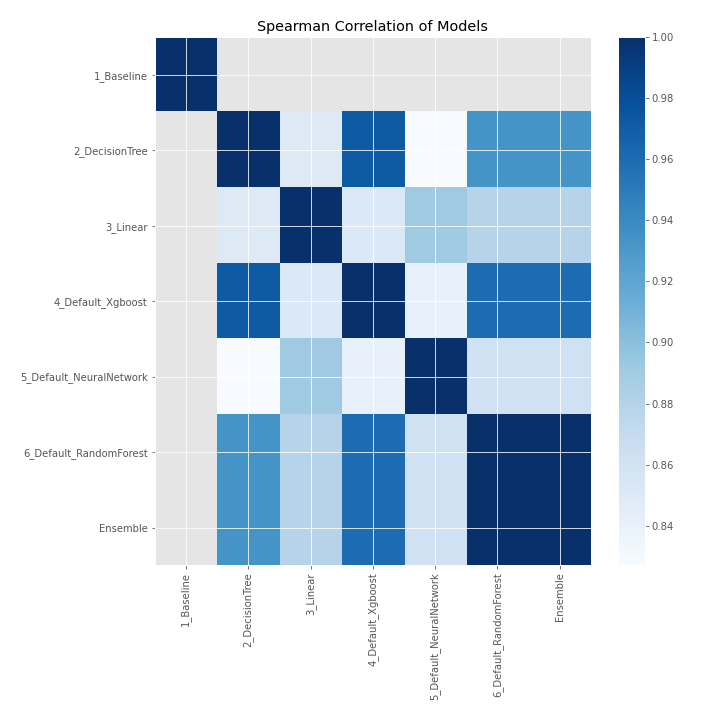 Spearman Correlation of Models
1_Baseline
2_DecisionTree
3_Linear
4_Default_Xgboost
5_Default_NeuralNetwork
6_Default_RandomForest
Ensemble
1_Baseline
2_DecisionTree
3_Linear
4_Default_Xgboost
5_Default_NeuralNetwork
6_Default_RandomForest
Ensemble
1.00
0.98
0.96
0.94
0.92
0.90
0.88
0.86
0.84